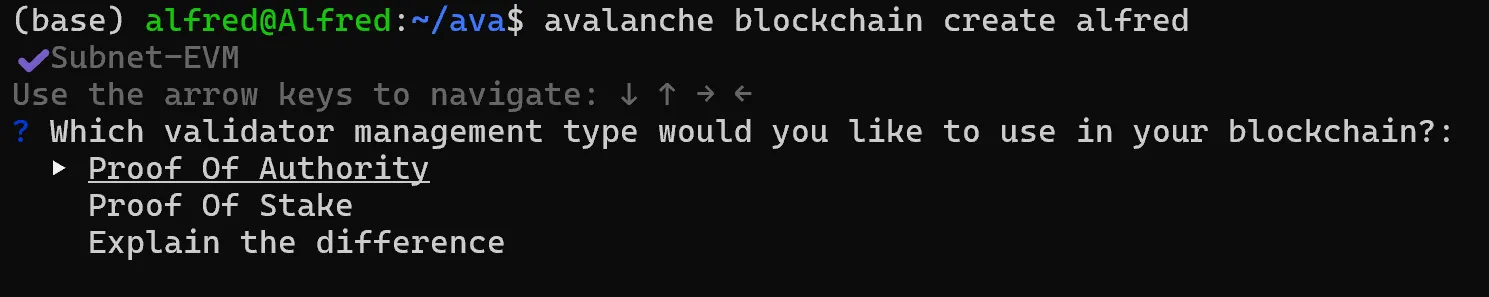 (base) alfred@Alfred:~/ava$ avalanche blockchain create alfred
✔Subnet-EVM
Use the arrow keys to navigate: ↓ ↑ → ←
? Which validator management type would you like to use in your blockchain?:
▸ Proof Of Authority
Proof Of Stake
Explain the difference